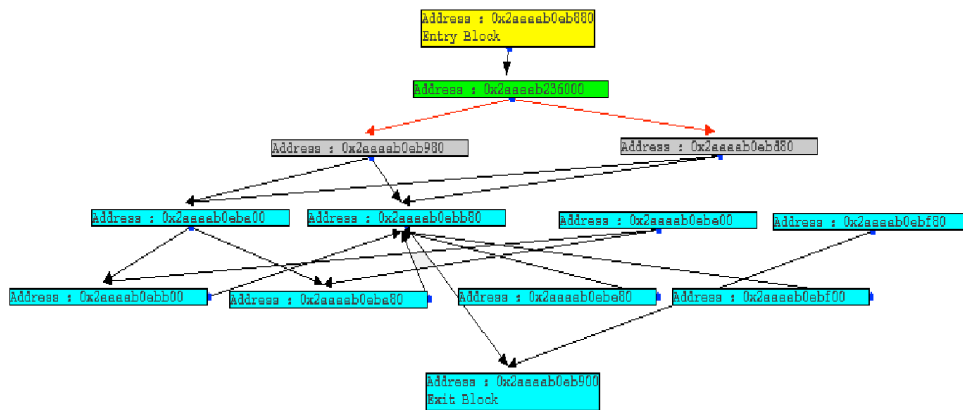 Address : 0x2aaaab0eb880
Entry Block
Address : 0x2aaaab236000
Address : 0x2aaaab0eb980
Address : 0x2aaaab0ebd80
Address : 0x2aaaab0eba00
Address : 0x2aaaab0ebb80
Address : 0x2aaaab0ebe00
Address : 0x2aaaab0ebf80
Address : 0x2aaaab0ebb00
Address : 0x2aaaab0eba80
Address : 0x2aaaab0ebe80
Address : 0x2aaaab0ebf00
Address : 0x2aaaab0eb900
Exit Block